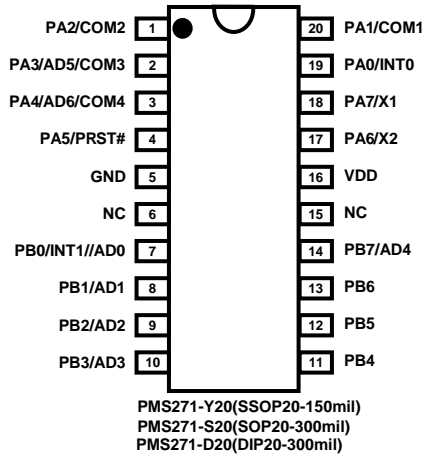 PA2/COM2 1 20 PA1/COM1
PA3/AD5/COM3 2 19 PA0/INT0
PA4/AD6/COM4 3 18 PA7/X1
PA5/PRST# 4 17 PA6/X2
GND 5 16 VDD
NC 6 15 NC
PB0/INT1//AD0 7 14 PB7/AD4
PB1/AD1 8 13 PB6
PB2/AD2 9 12 PB5
PB3/AD3 10 11 PB4
PMS271-Y20(SSOP20-150mil)
PMS271-S20(SOP20-300mil)
PMS271-D20(DIP20-300mil)